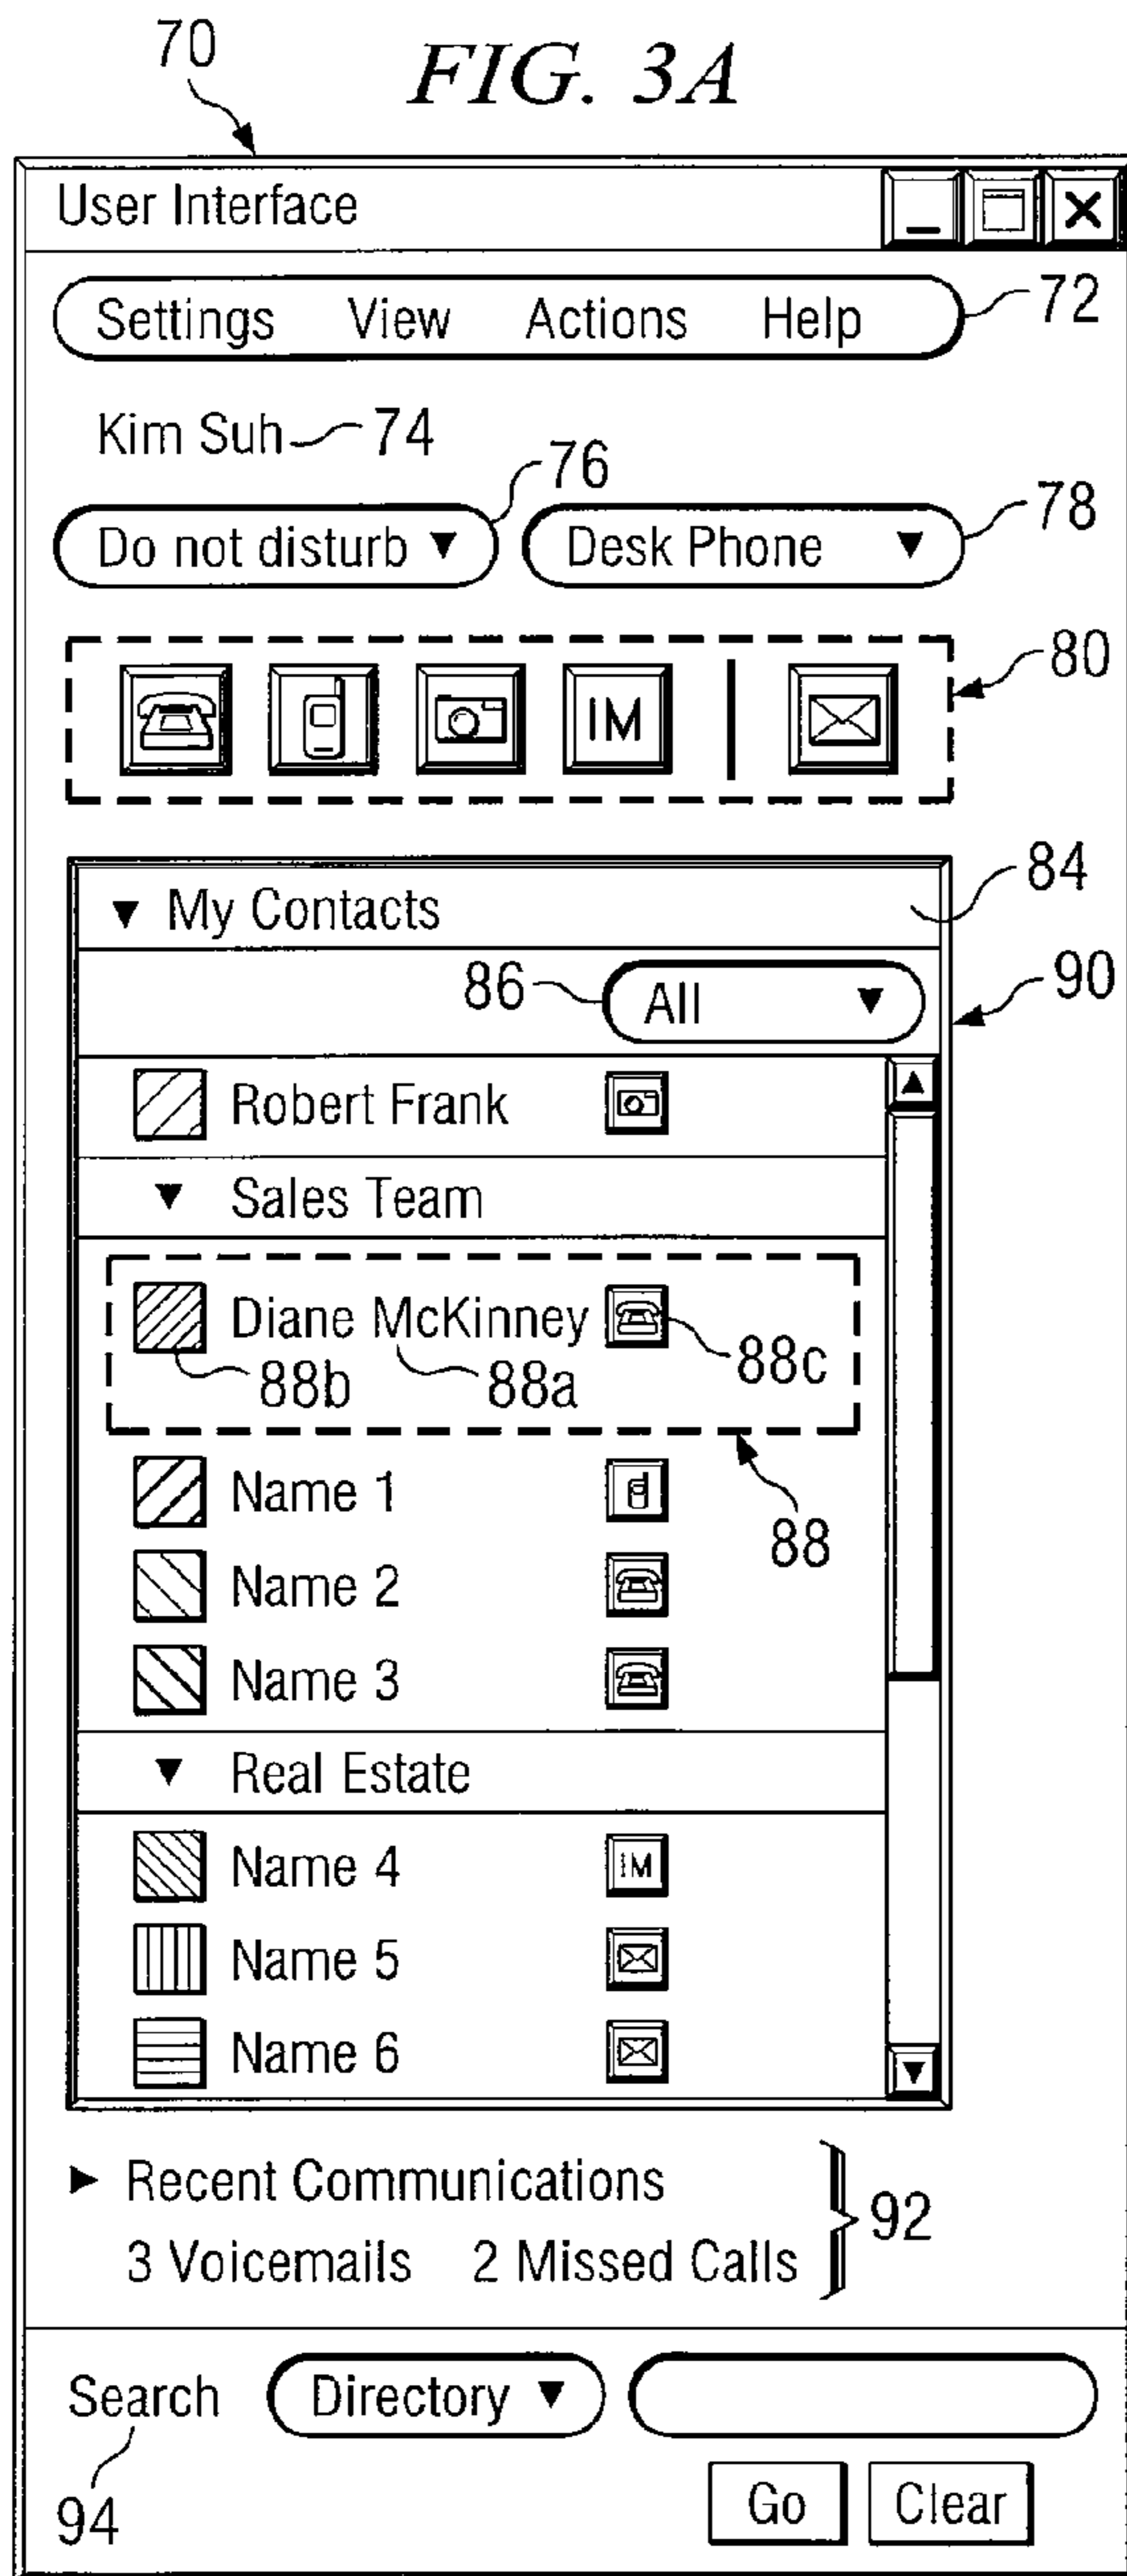 70
FIG. 3A
User Interface
Settings View Actions Help 72
Kim Suh 74
76
Do not disturb Desk Phone 78
IM 80
84
My Contacts
86 All 90
Robert Frank
Sales Team
Diane McKinney
88b 88a 88c
Name 1
88
Name 2
Name 3
Real Estate
Name 4 IM
Name 5
Name 6
Recent Communications
3 Voicemails 2 Missed Calls 92
Search Directory
94 Go Clear